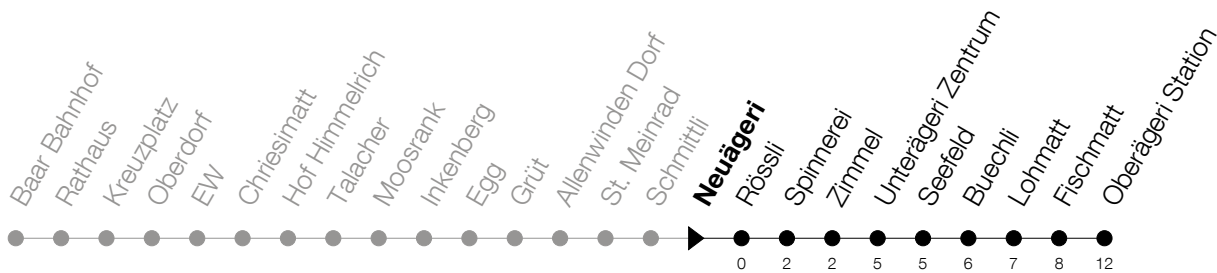 Baar Bahnhof
Rathaus
Kreuzplatz
Oberdorf
EW
Chriesimatt
Hof Himmelrich
Talacher
Moosrank
Inkenberg
Egg
Grüt
Allenwinden Dorf
St. Meinrad
Schmittli
Neuägeri
Rössli
Spinnerei
Zimmel
Unterägeri Zentrum
Seefeld
Buechli
Lohmatt
Fischmatt
Oberägeri Station
0 2 2 5 5 6 7 8 12